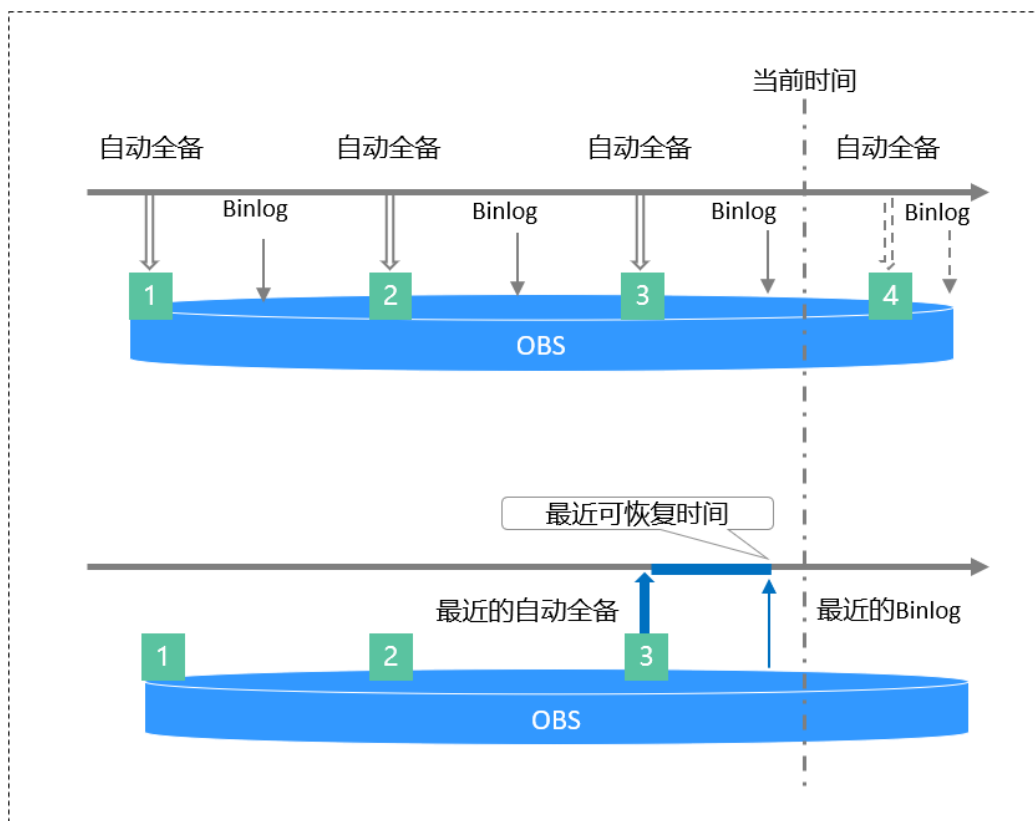 当前时间
自动全备
自动全备
自动全备
自动全备
Binlog
Binlog
Binlog
Binlog
1
2
3
4
OBS
最近可恢复时间
最近的自动全备
最近的Binlog
1
2
3
OBS